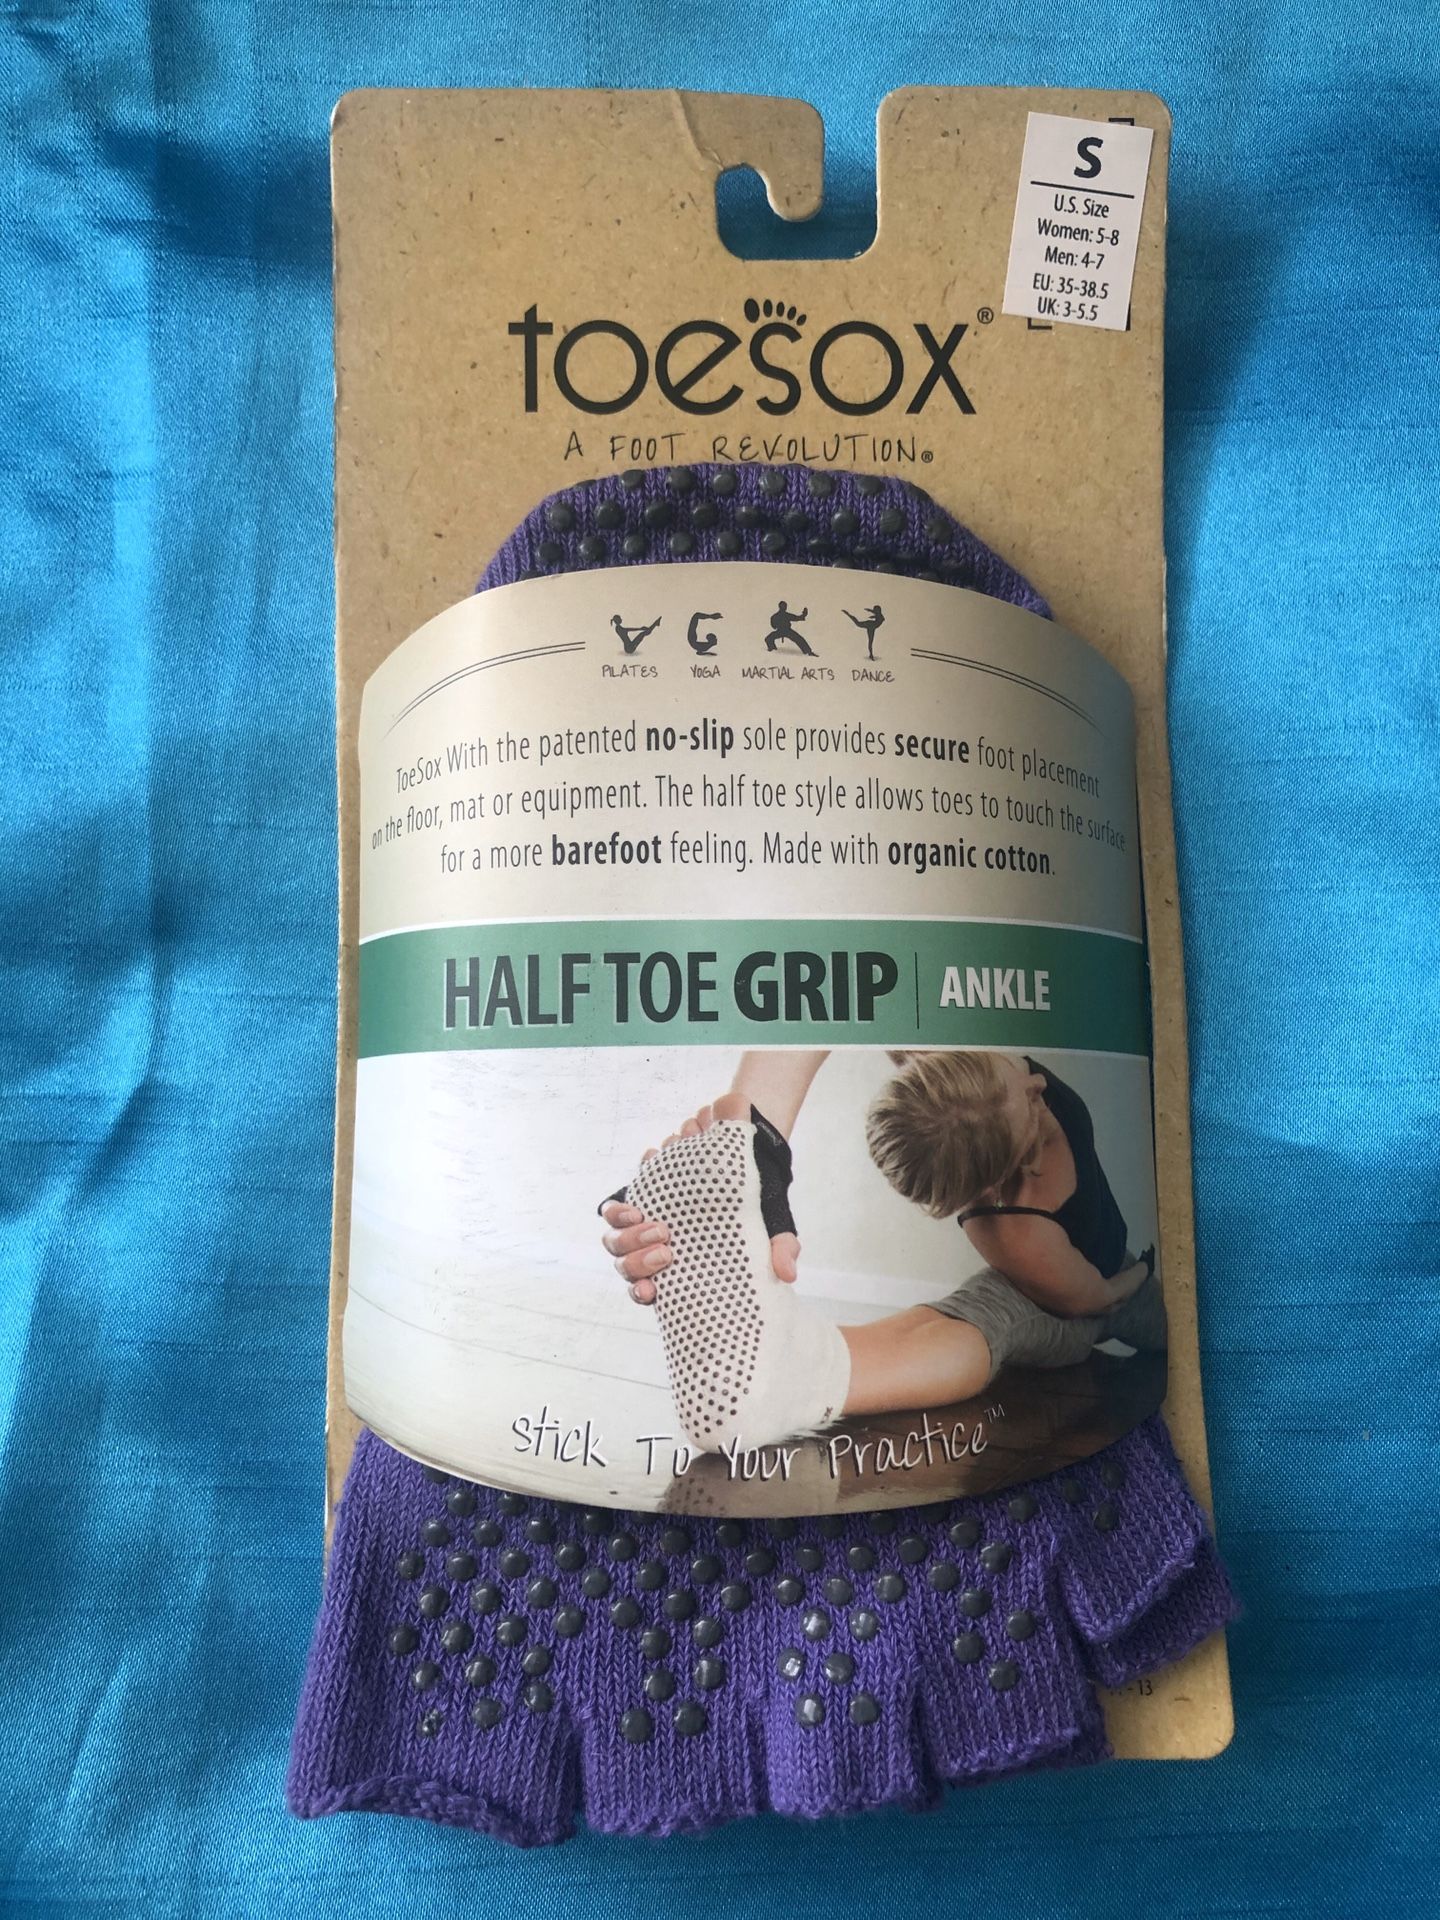 S
U.S. Size
Women: 5-8
Men: 4-7
EU: 35-38.5
UK: 3-5.5
toesox®
A FOOT REVOLUTION®
PILATES YOGA MARTIAL ARTS DANCE
ToeSox With the patented no-slip sole provides secure foot placement
on the floor, mat or equipment. The half toe style allows toes to touch the surface
for a more barefoot feeling. Made with organic cotton.
HALF TOE GRIP | ANKLE
Stick To Your Practice™
- 13